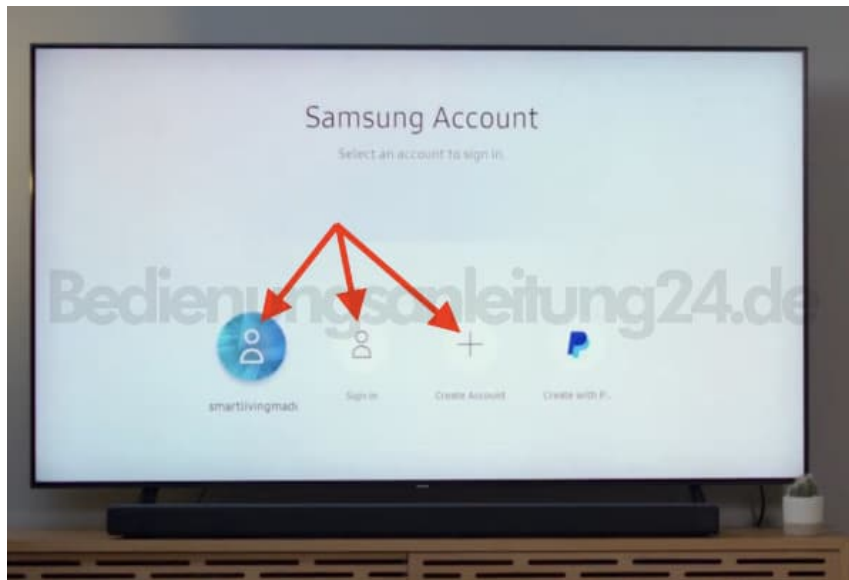 Samsung Account
Select an account to sign in.
Bedienungsanleitung24.de
smartlivingmadi
Sign in
Create Account
Create with P..